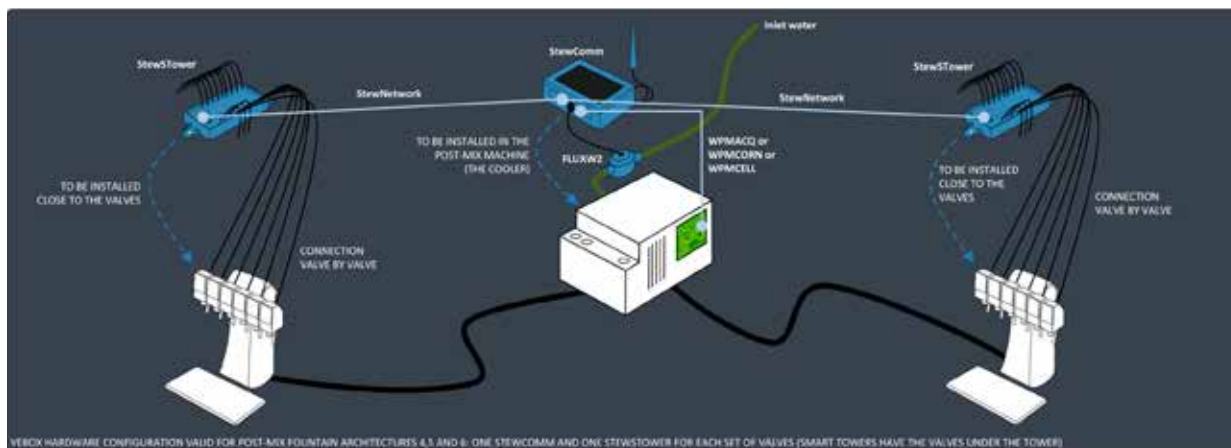 Inlet water
StewComm
StewSTower
StewSTower
StewNetwork
StewNetwork
TO BE INSTALLED IN THE
POST-MIX MACHINE
(THE COOLER)
FLUXW2
WPMACQ or
WPMCORN or
WPMCELL
TO BE INSTALLED
CLOSE TO THE VALVES
TO BE INSTALLED
CLOSE TO THE
VALVES
CONNECTION
VALVE BY VALVE
CONNECTION
VALVE BY VALVE
VEBOX HARDWARE CONFIGURATION VALID FOR POST-MIX FOUNTAIN ARCHITECTURES 4,5 AND 6: ONE STEWCOMM AND ONE STEWSTOWER FOR EACH SET OF VALVES (SMART TOWERS HAVE THE VALVES UNDER THE TOWER)